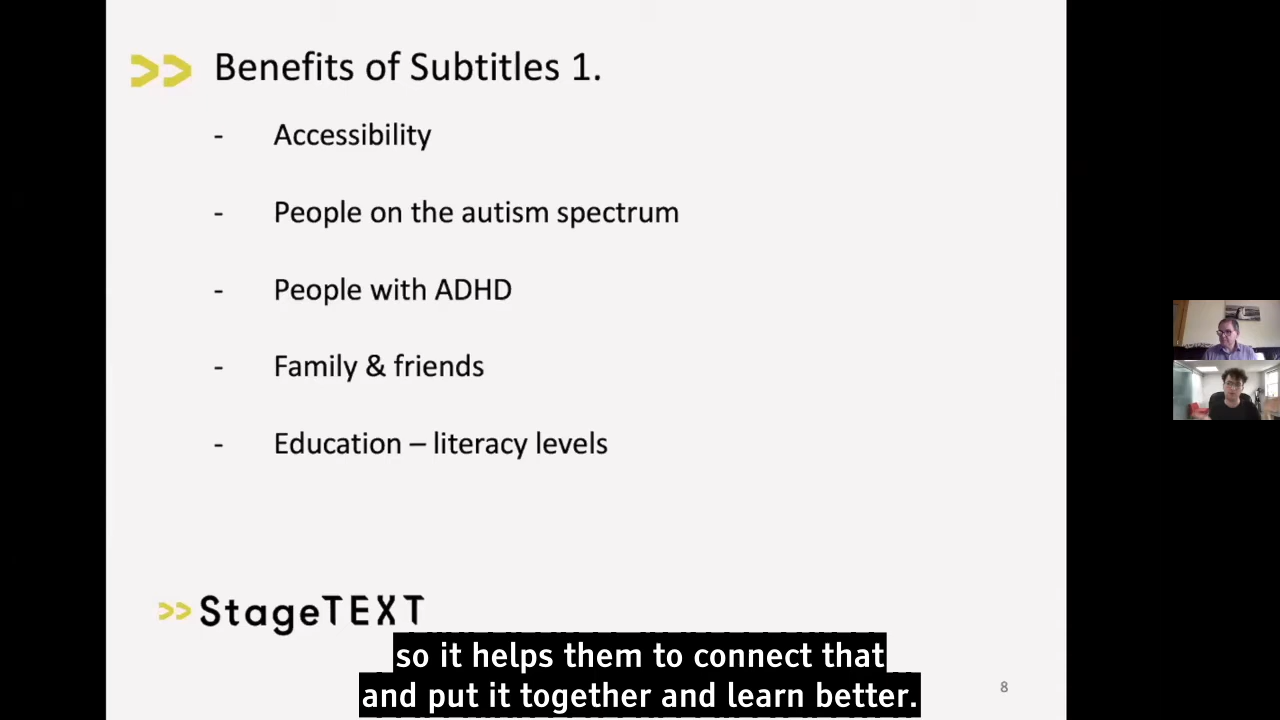 >> Benefits of Subtitles 1.
- Accessibility
- People on the autism spectrum
- People with ADHD
- Family & friends
- Education – literacy levels
>> StageTEXT
so it helps them to connect that
and put it together and learn better.
8